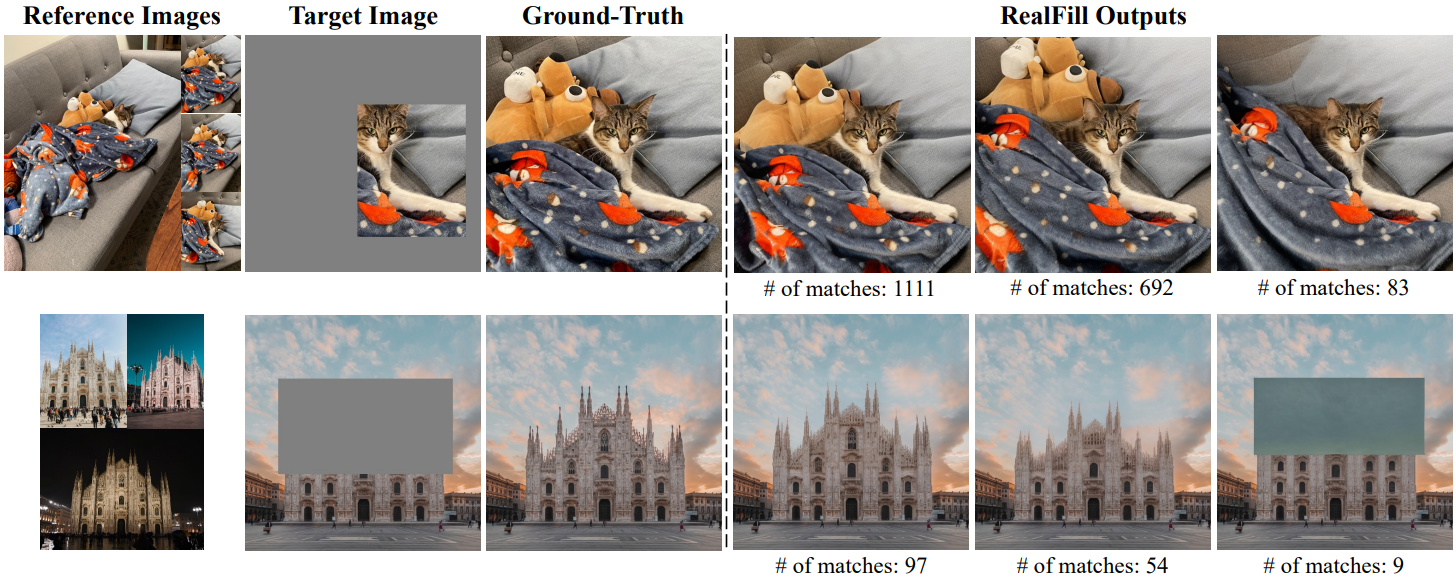 Reference Images
Target Image
Ground-Truth
RealFill Outputs
# of matches: 1111
# of matches: 692
# of matches: 83
# of matches: 97
# of matches: 54
# of matches: 9